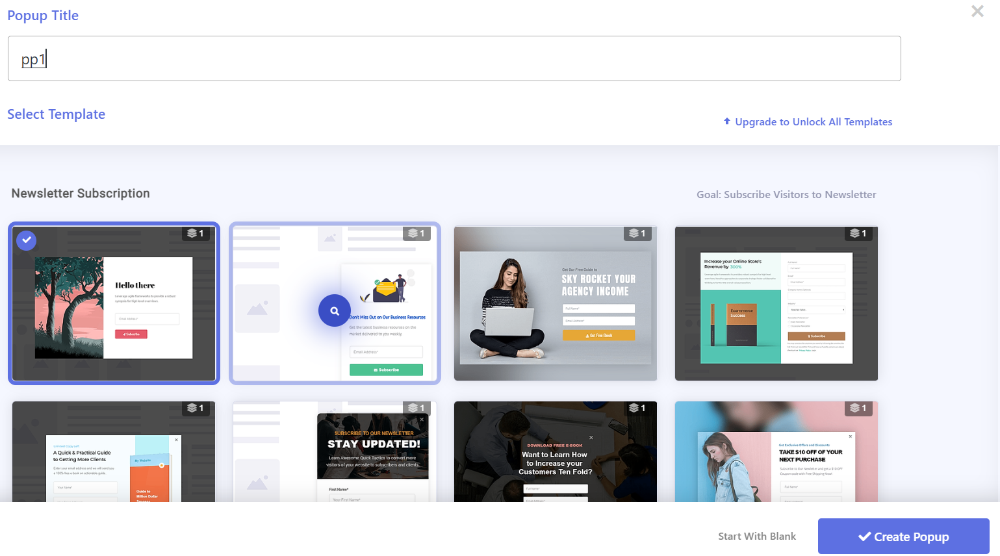 Popup Title
pp1
Select Template
Upgrade to Unlock All Templates
Newsletter Subscription
Goal: Subscribe Visitors to Newsletter
1
1
1
1
Hello there
Leverage agile frameworks to provide a robust
synopsis for high level overviews.
Email Address*
Subscribe
Don't Miss Out on Our Business Resources
Get the latest business resources on the
market delivered to you weekly.
Email Address*
Subscribe
Get Our Free Guide to
SKY ROCKET YOUR
AGENCY INCOME
Full Name*
Email Address*
Get Free Ebook
Increase your Online Store's
Revenue by 300%
Ecommerce
Success
Full Name*
Email Address*
Subscribe
1
1
1
1
Limited Copy Left
A Quick & Practical Guide
to Getting More Clients
Enter your email address and we will send you
a 100% free e-book on actionable guide
Your Name*
My Website
Guide to
Million Dollar
SUBSCRIBE TO OUR NEWSLETTER
STAY UPDATED!
Learn Awesome Quick Tactics to convert more
visitors of your website to subscribers and clients.
First Name*
Your First Name*
DOWNLOAD FREE E-BOOK
Want to Learn How
to Increase your
Customers Ten Fold?
Full Name*
Get Exclusive Offers and Discounts
TAKE $10 OFF OF YOUR
NEXT PURCHASE
Subscribe to Our Newsletter and get a $10 OFF
Coupon code with Free Shipping Now!
Full Name*
Start With Blank
Create Popup